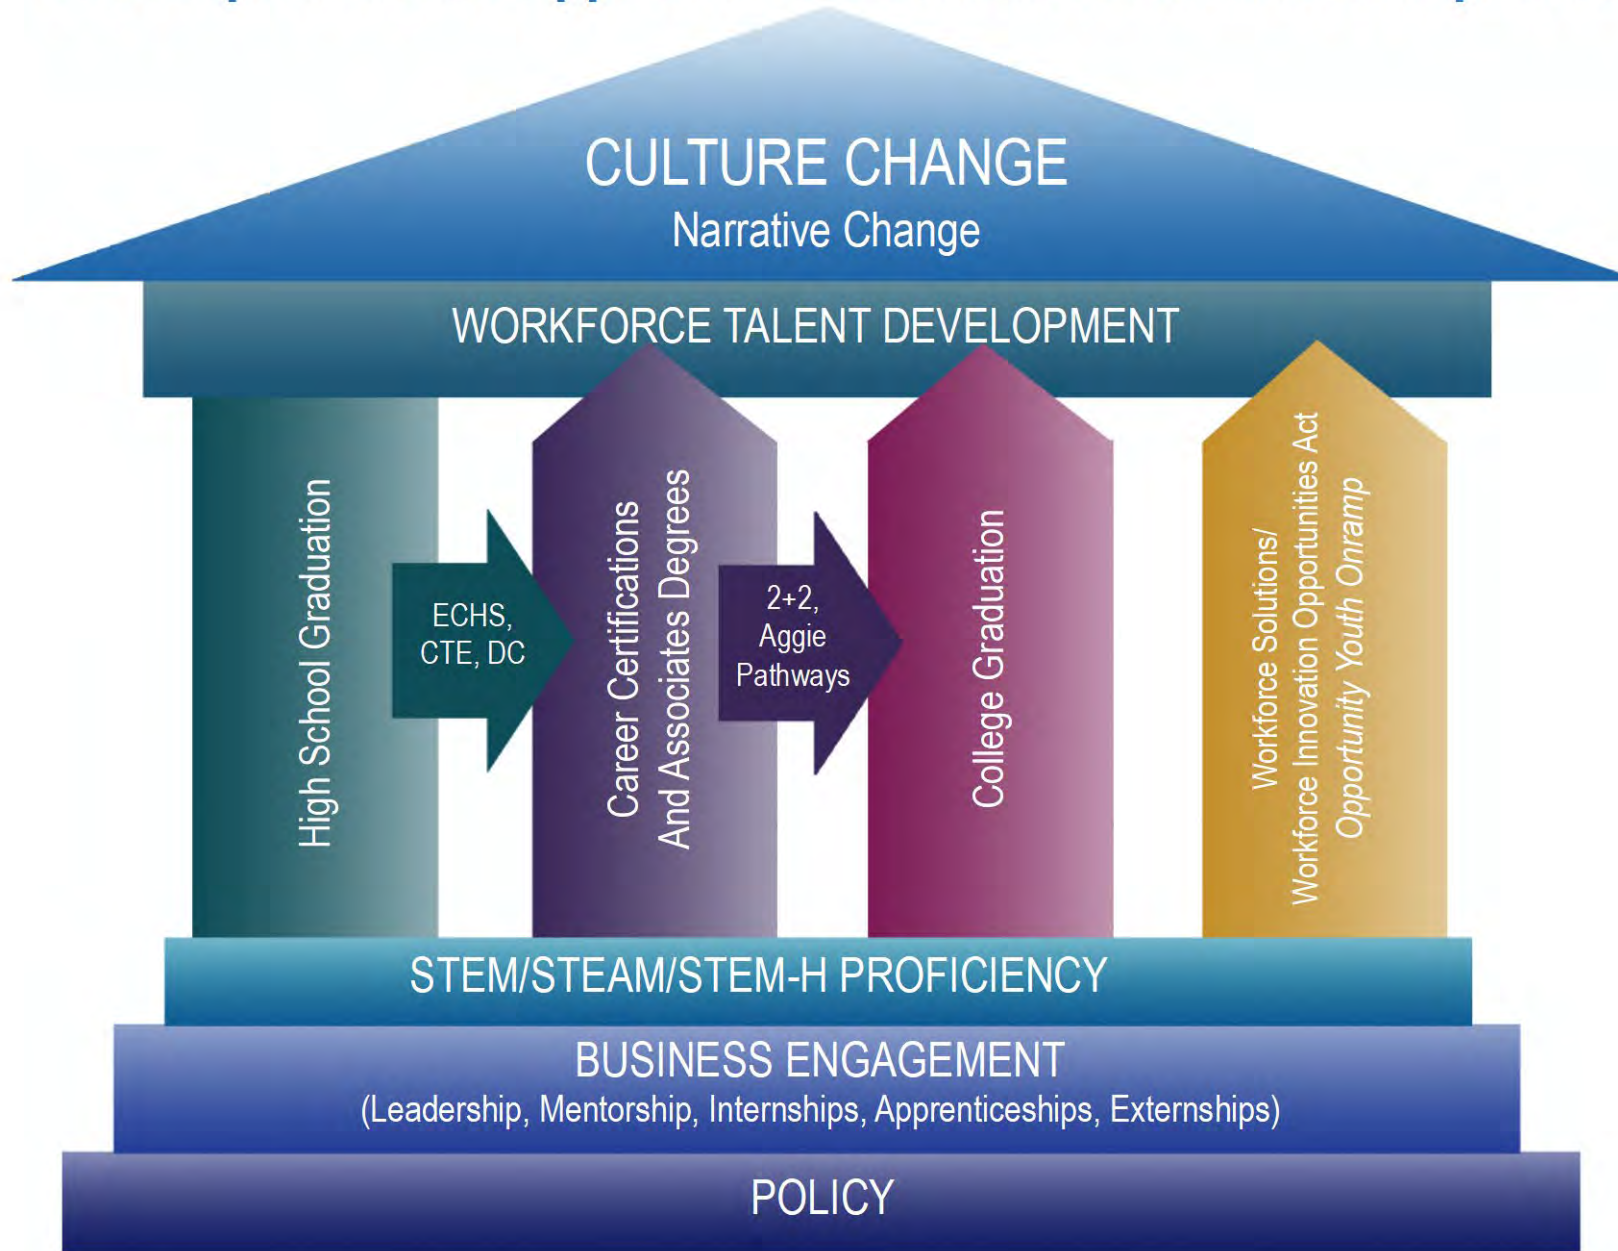 CULTURE CHANGE
Narrative Change
WORKFORCE TALENT DEVELOPMENT
High School Graduation
ECHS,
CTE, DC
Career Certifications
And Associates Degrees
2+2,
Aggie
Pathways
College Graduation
Workforce Solutions/
Workforce Innovation Opportunities Act
Opportunity Youth Onramp
STEM/STEAM/STEM-H PROFICIENCY
BUSINESS ENGAGEMENT
(Leadership, Mentorship, Internships, Apprenticeships, Externships)
POLICY